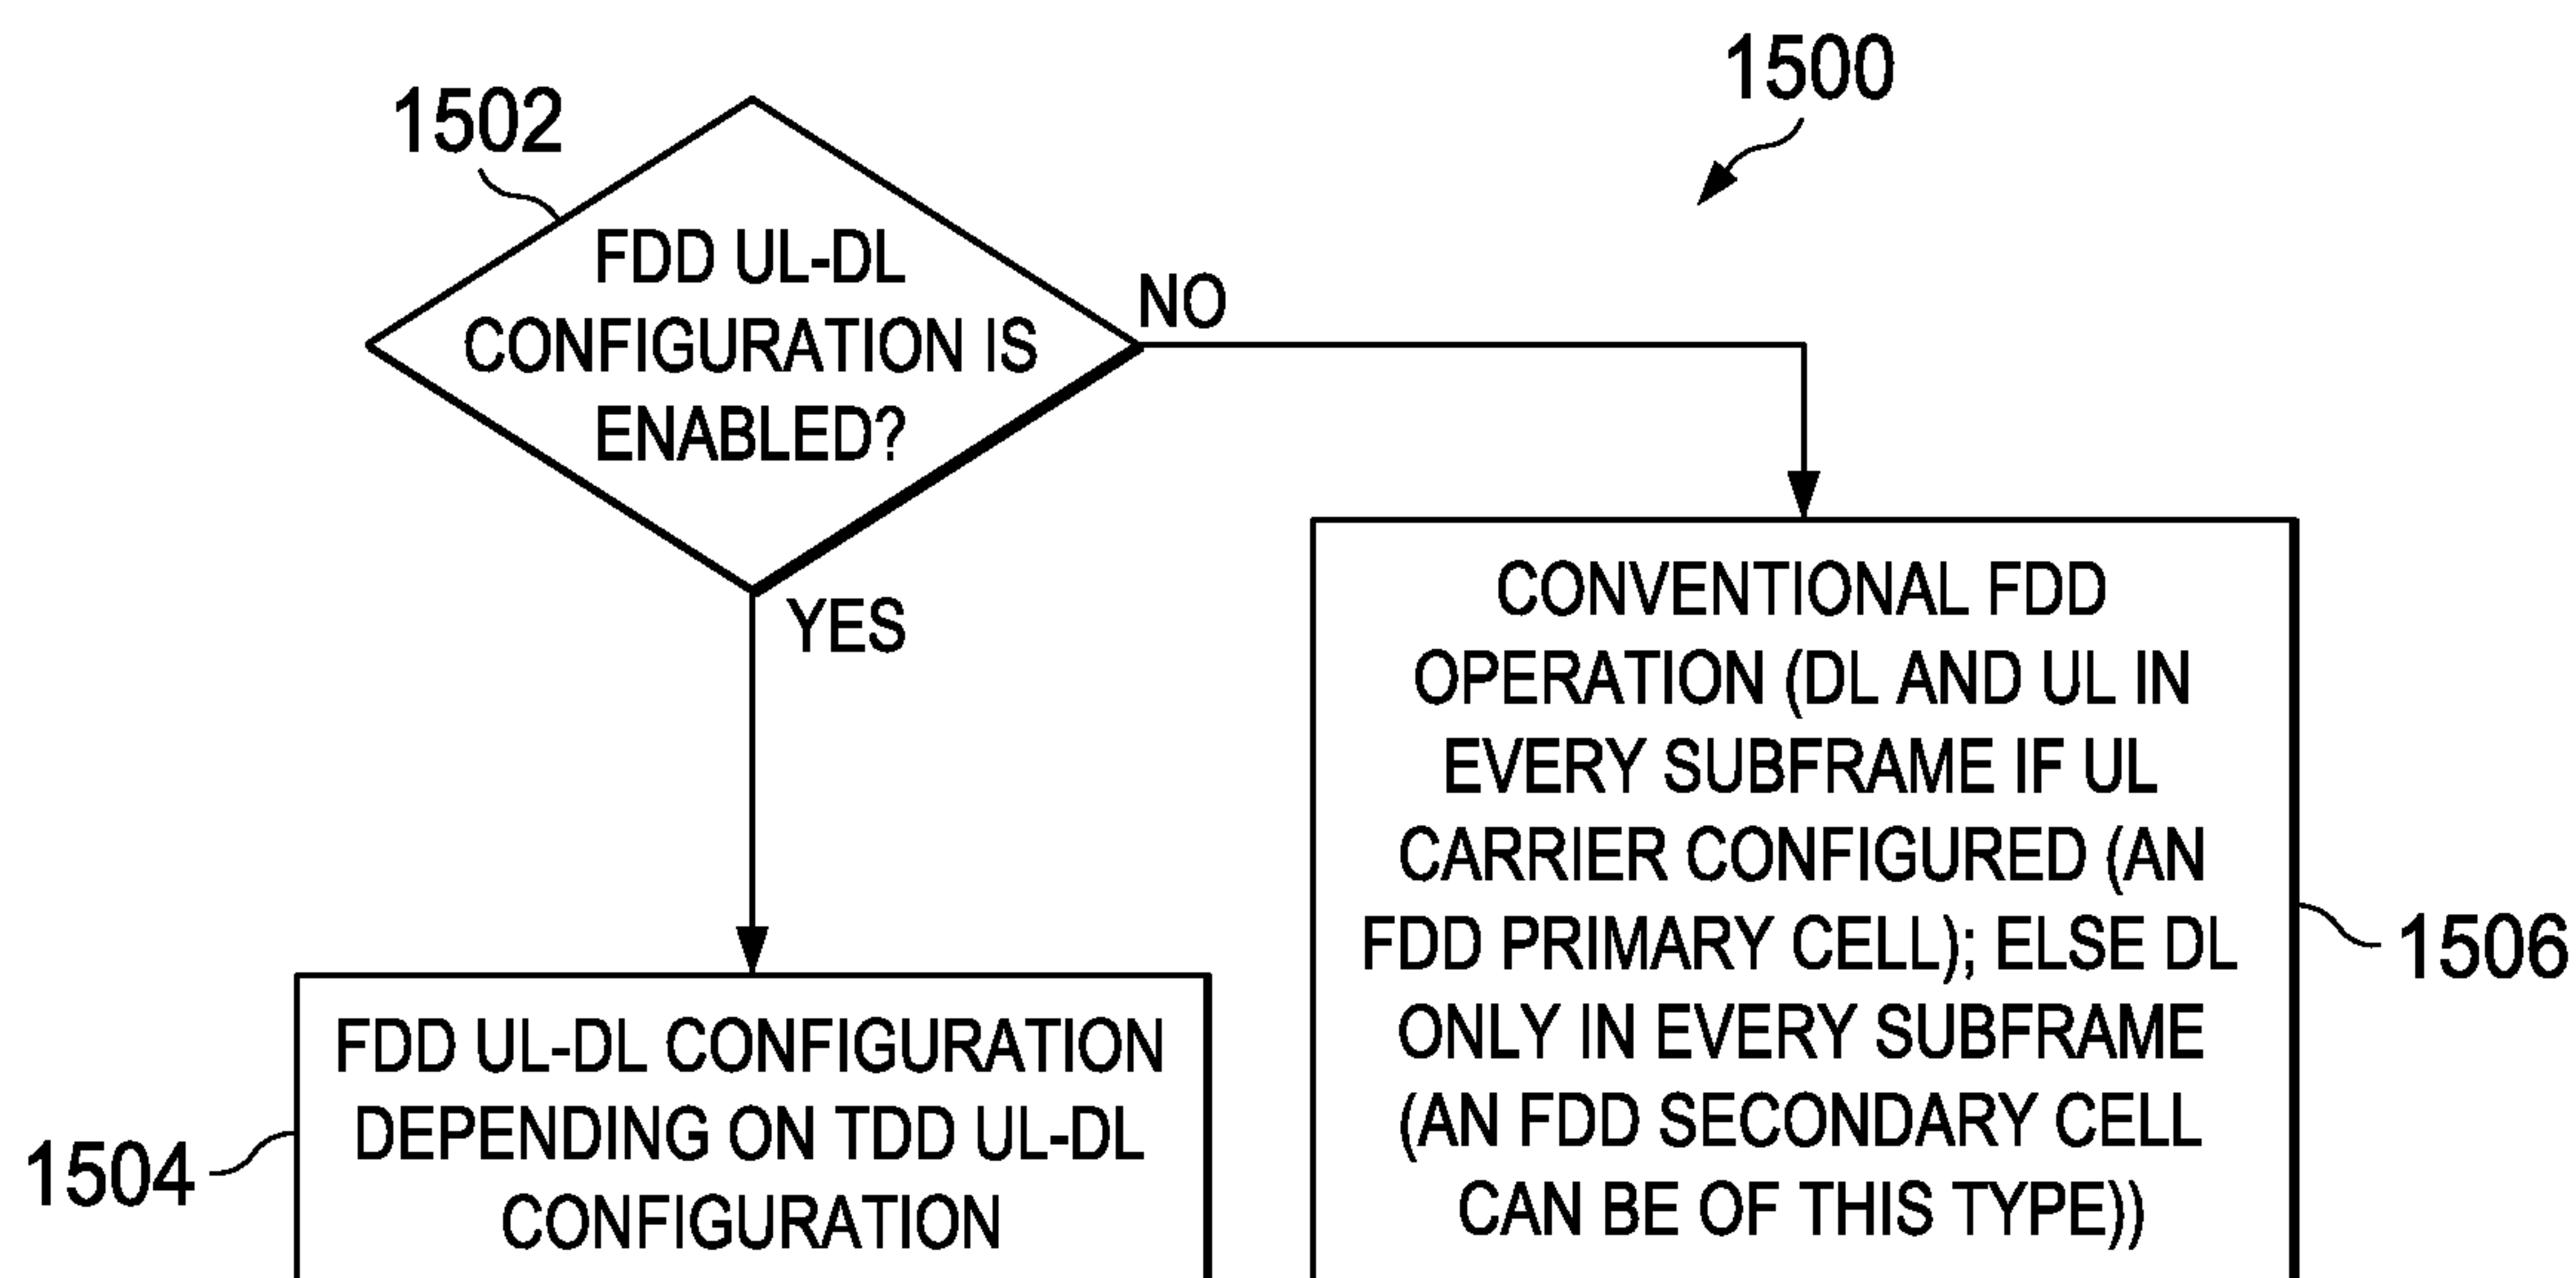 1500
1502
FDD UL-DL
CONFIGURATION IS
ENABLED?
NO
YES
CONVENTIONAL FDD
OPERATION (DL AND UL IN
EVERY SUBFRAME IF UL
CARRIER CONFIGURED (AN
FDD PRIMARY CELL); ELSE DL
ONLY IN EVERY SUBFRAME
(AN FDD SECONDARY CELL
CAN BE OF THIS TYPE))
1506
FDD UL-DL CONFIGURATION
DEPENDING ON TDD UL-DL
CONFIGURATION
1504